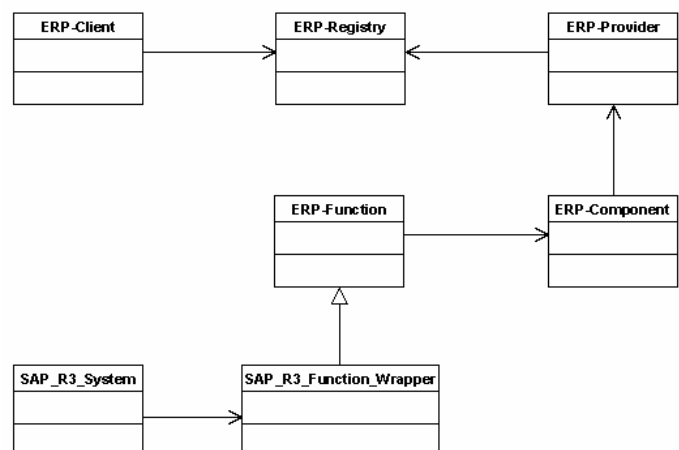 ERP-Client
ERP-Registry
ERP-Provider
ERP-Function
ERP-Component
SAP_R3_System
SAP_R3_Function_Wrapper